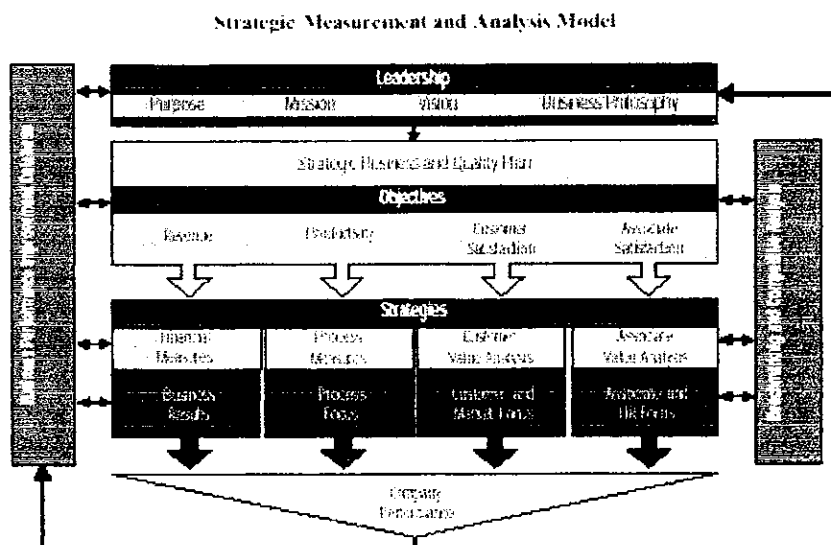 Strategic Measurement and Analysis Model
Leadership
Purpose Mission Vision Business Philosophy
Strategic Business and Quality Plan
Objectives
Revenue Productivity Customer Satisfaction Associate Satisfaction
Strategies
Financial Measures Process Measures Customer Value Analysis Associate Value Analysis
Business Results Process Focus Customer and Market Focus Associate and HR Focus
Company
Performance